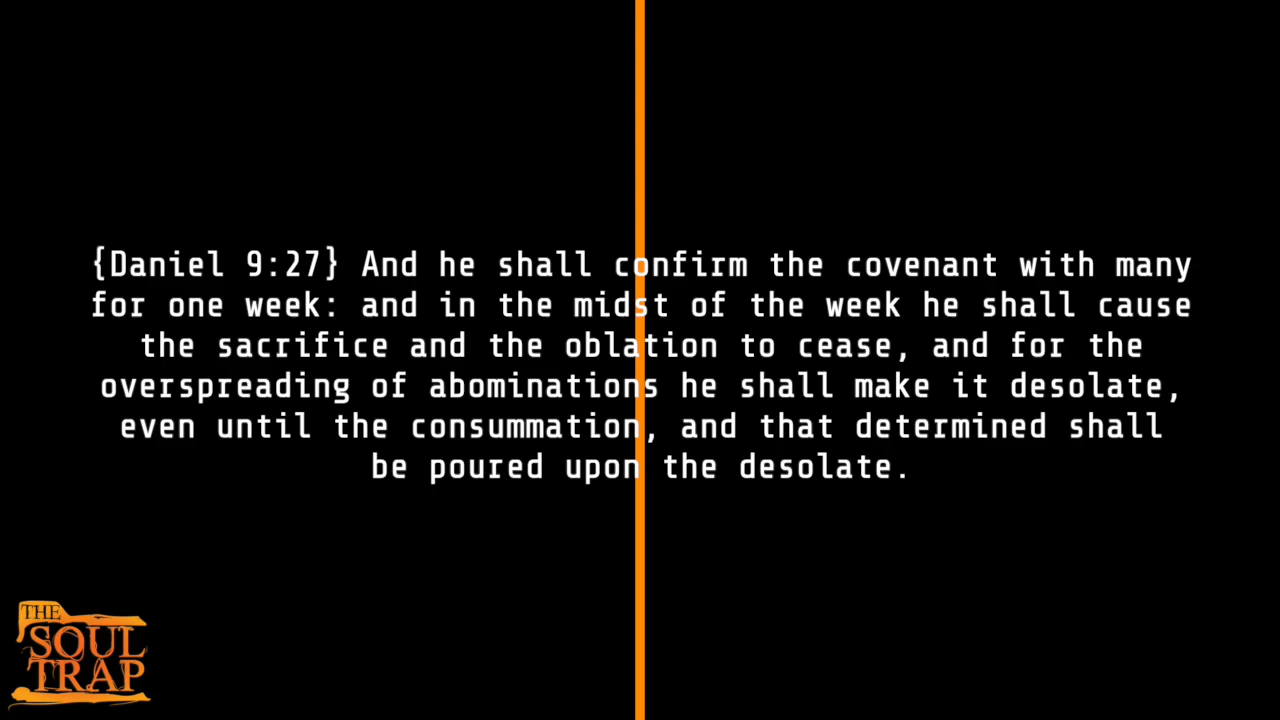 {Daniel 9:27} And he shall confirm the covenant with many
for one week: and in the midst of the week he shall cause
the sacrifice and the oblation to cease, and for the
overspreading of abominations he shall make it desolate,
even until the consummation, and that determined shall
be poured upon the desolate.
THE
SOUL
TRAP